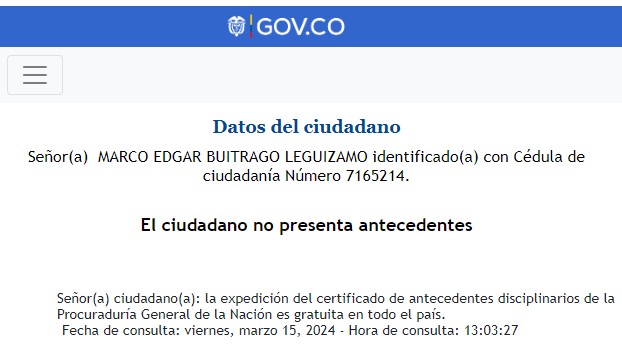 GOV.CO
Datos del ciudadano
Señor(a) MARCO EDGAR BUITRAGO LEGUIZAMO identificado(a) con Cédula de
ciudadanía Número 7165214.
El ciudadano no presenta antecedentes
Señor(a) ciudadano(a): la expedición del certificado de antecedentes disciplinarios de la
Procuraduría General de la Nación es gratuita en todo el país.
Fecha de consulta: viernes, marzo 15, 2024 - Hora de consulta: 13:03:27